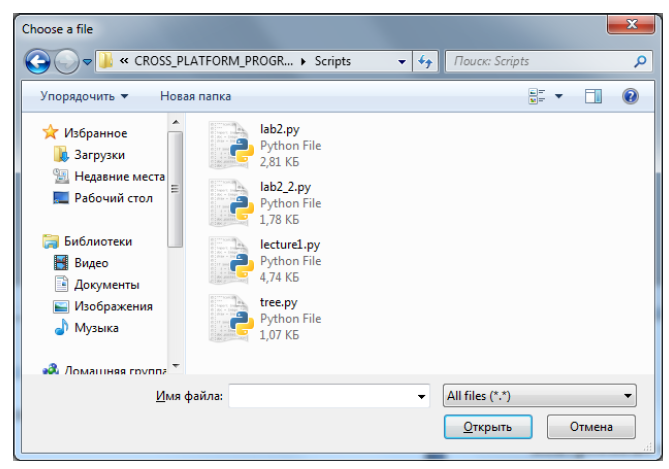 Choose a file
« CROSS_PLATFORM_PROGR... ▸ Scripts
Поиск: Scripts
Упорядочить ▾ Новая папка
Избранное
Загрузки
Недавние места
Рабочий стол
Библиотеки
Видео
Документы
Изображения
Музыка
Домашняя группа
lab2.py
Python File
2,81 КБ
lab2_2.py
Python File
1,78 КБ
lecture1.py
Python File
4,74 КБ
tree.py
Python File
1,07 КБ
Имя файла:
All files (*.*)
Открыть Отмена